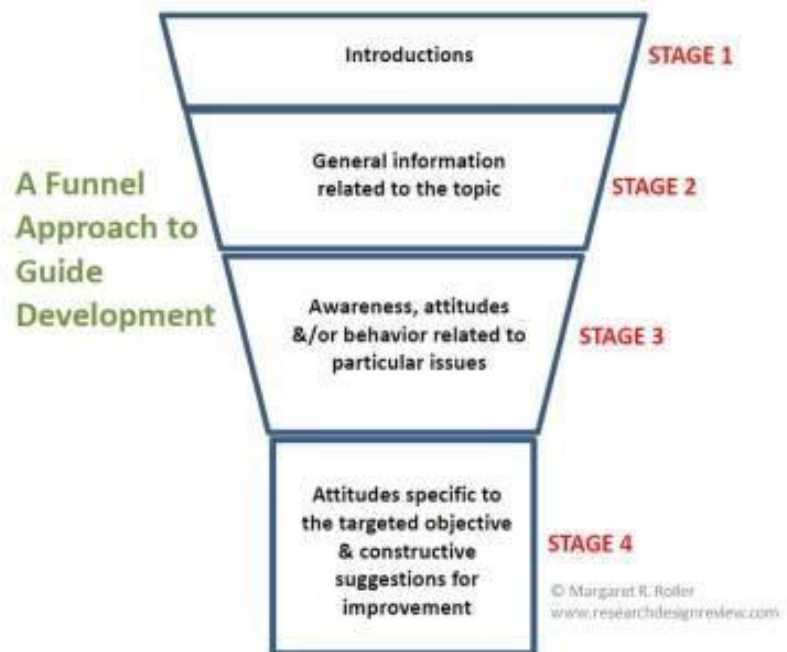 Introductions
STAGE 1
A Funnel
Approach to
Guide
Development
General information
related to the topic
STAGE 2
Awareness, attitudes
&/or behavior related to
particular issues
STAGE 3
Attitudes specific to
the targeted objective
& constructive
suggestions for
improvement
STAGE 4
© Margaret R. Roller
www.researchdesignreview.com